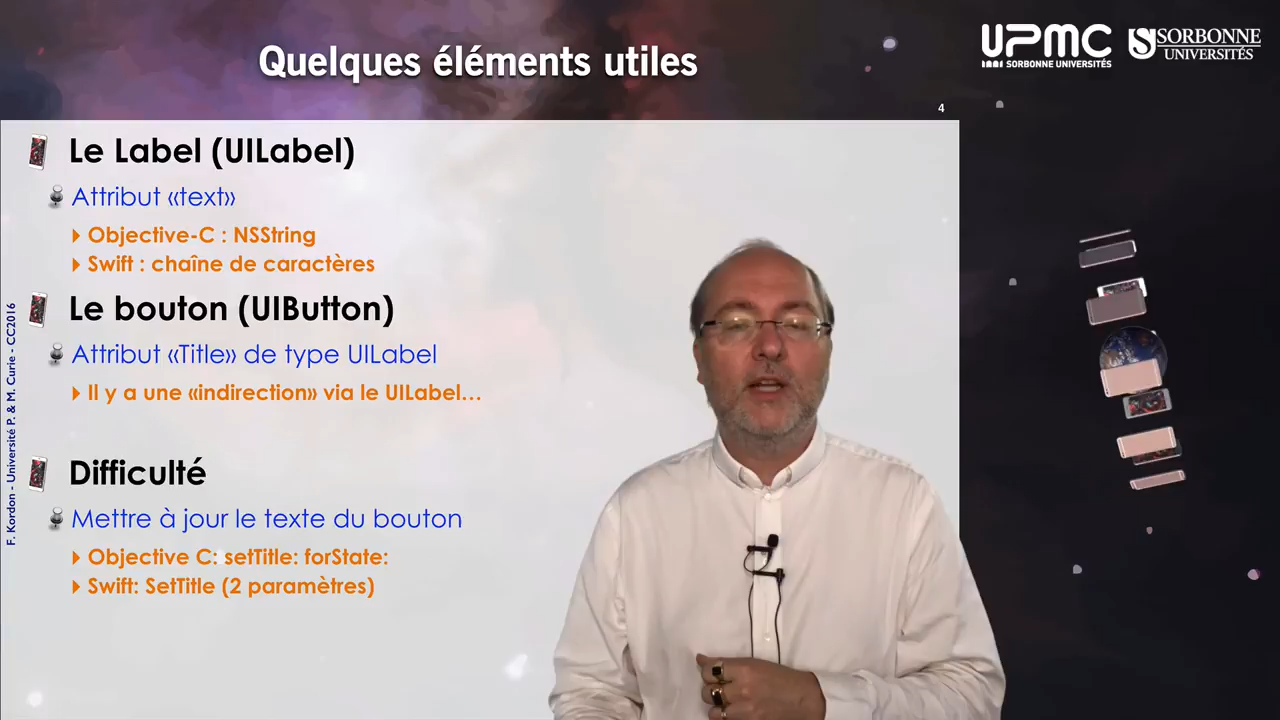 Quelques éléments utiles
UPMC
SORBONNE UNIVERSITÉS
SORBONNE
UNIVERSITÉS
4
Le Label (UILabel)
Attribut «text»
Objective-C : NSString
Swift : chaîne de caractères
Le bouton (UIButton)
Attribut «Title» de type UILabel
Il y a une «indirection» via le UILabel...
Difficulté
Mettre à jour le texte du bouton
Objective C: setTitle: forState:
Swift: SetTitle (2 paramètres)
F. Kordon - Université P. & M. Curie - CC2016